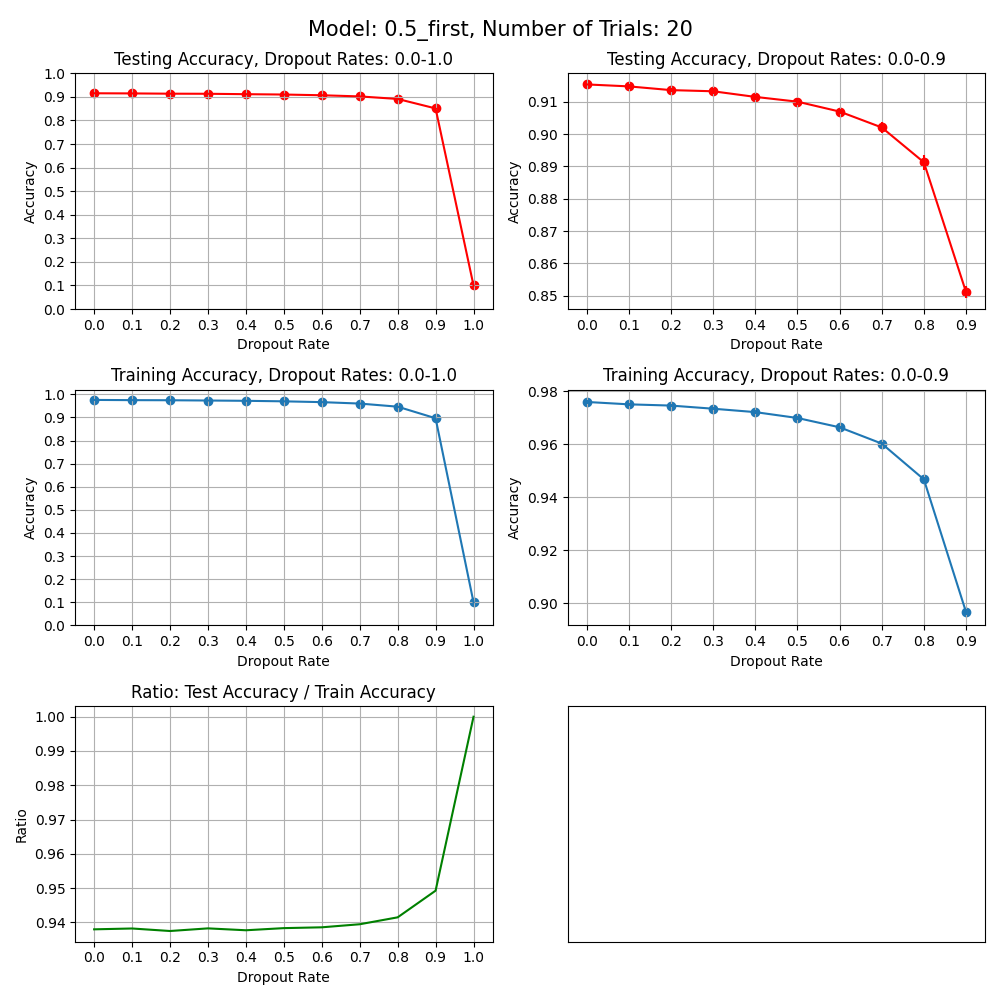 Model: 0.5_first, Number of Trials: 20
Testing Accuracy, Dropout Rates: 0.0-1.0
1.0
0.9
0.8
0.7
0.6
0.5
0.4
0.3
0.2
0.1
0.0
Accuracy
0.0 0.1 0.2 0.3 0.4 0.5 0.6 0.7 0.8 0.9 1.0
Dropout Rate
Testing Accuracy, Dropout Rates: 0.0-0.9
0.91
0.90
0.89
0.88
0.87
0.86
0.85
Accuracy
0.0 0.1 0.2 0.3 0.4 0.5 0.6 0.7 0.8 0.9
Dropout Rate
Training Accuracy, Dropout Rates: 0.0-1.0
1.0
0.9
0.8
0.7
0.6
0.5
0.4
0.3
0.2
0.1
0.0
Accuracy
0.0 0.1 0.2 0.3 0.4 0.5 0.6 0.7 0.8 0.9 1.0
Dropout Rate
Training Accuracy, Dropout Rates: 0.0-0.9
0.98
0.96
0.94
0.92
0.90
Accuracy
0.0 0.1 0.2 0.3 0.4 0.5 0.6 0.7 0.8 0.9
Dropout Rate
Ratio: Test Accuracy / Train Accuracy
1.00
0.99
0.98
0.97
0.96
0.95
0.94
Ratio
0.0 0.1 0.2 0.3 0.4 0.5 0.6 0.7 0.8 0.9 1.0
Dropout Rate